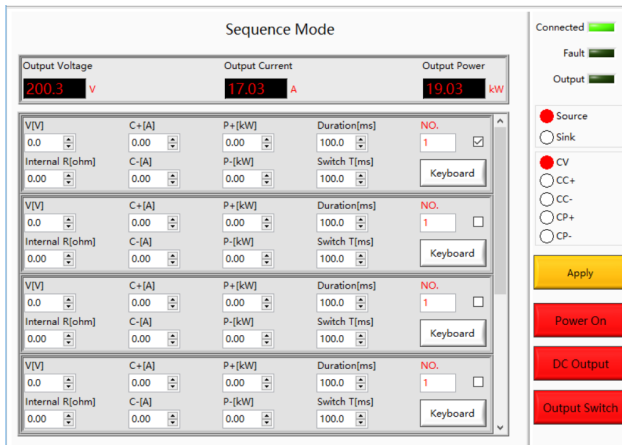 Sequence Mode
Output Voltage Output Current Output Power
200.3 V 17.03 A 19.03 kW
V[V] C+[A] P+[kW] Duration[ms] NO.
0.0 0.00 0.00 100.0 1
Internal R[ohm] C-[A] P-[kW] Switch T[ms]
0.00 0.00 0.00 100.0 Keyboard
V[V] C+[A] P+[kW] Duration[ms] NO.
0.0 0.00 0.00 100.0 1
Internal R[ohm] C-[A] P-[kW] Switch T[ms]
0.00 0.00 0.00 100.0 Keyboard
V[V] C+[A] P+[kW] Duration[ms] NO.
0.0 0.00 0.00 100.0 1
Internal R[ohm] C-[A] P-[kW] Switch T[ms]
0.00 0.00 0.00 100.0 Keyboard
V[V] C+[A] P+[kW] Duration[ms] NO.
0.0 0.00 0.00 100.0 1
Internal R[ohm] C-[A] P-[kW] Switch T[ms]
0.00 0.00 0.00 100.0 Keyboard
Connected
Fault
Output
Source
Sink
CV
CC+
CC-
CP+
CP-
Apply
Power On
DC Output
Output Switch